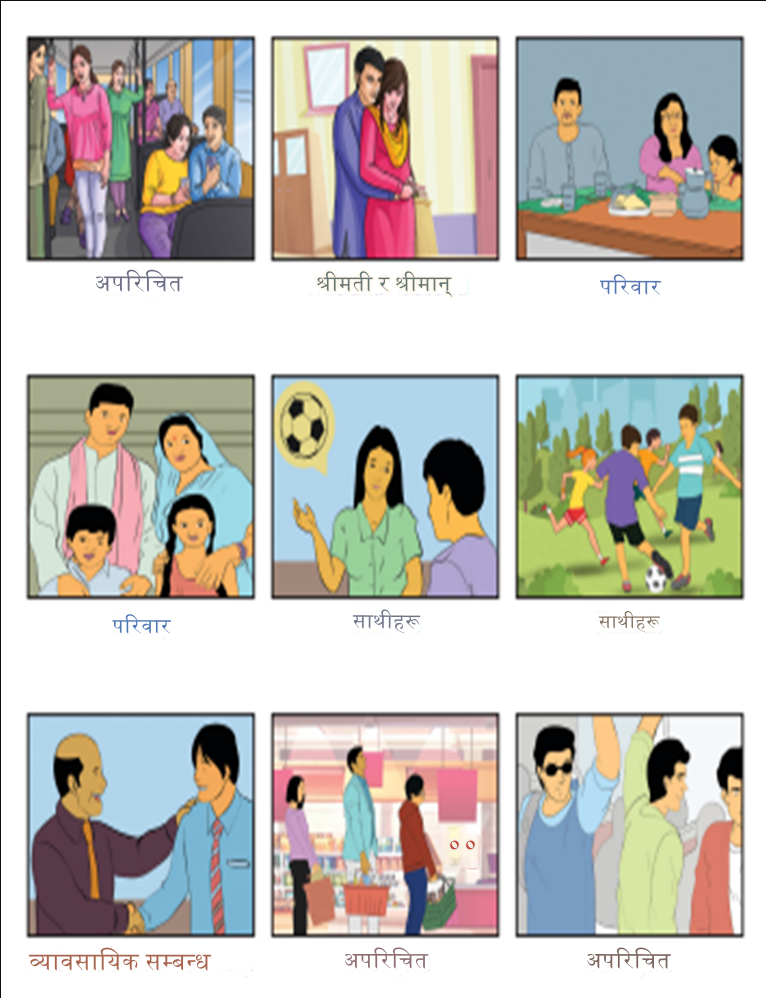 अपरिचित
श्रीमती र श्रीमान्
परिवार
परिवार
साथीहरू
साथीहरू
व्यावसायिक सम्बन्ध
अपरिचित
अपरिचित